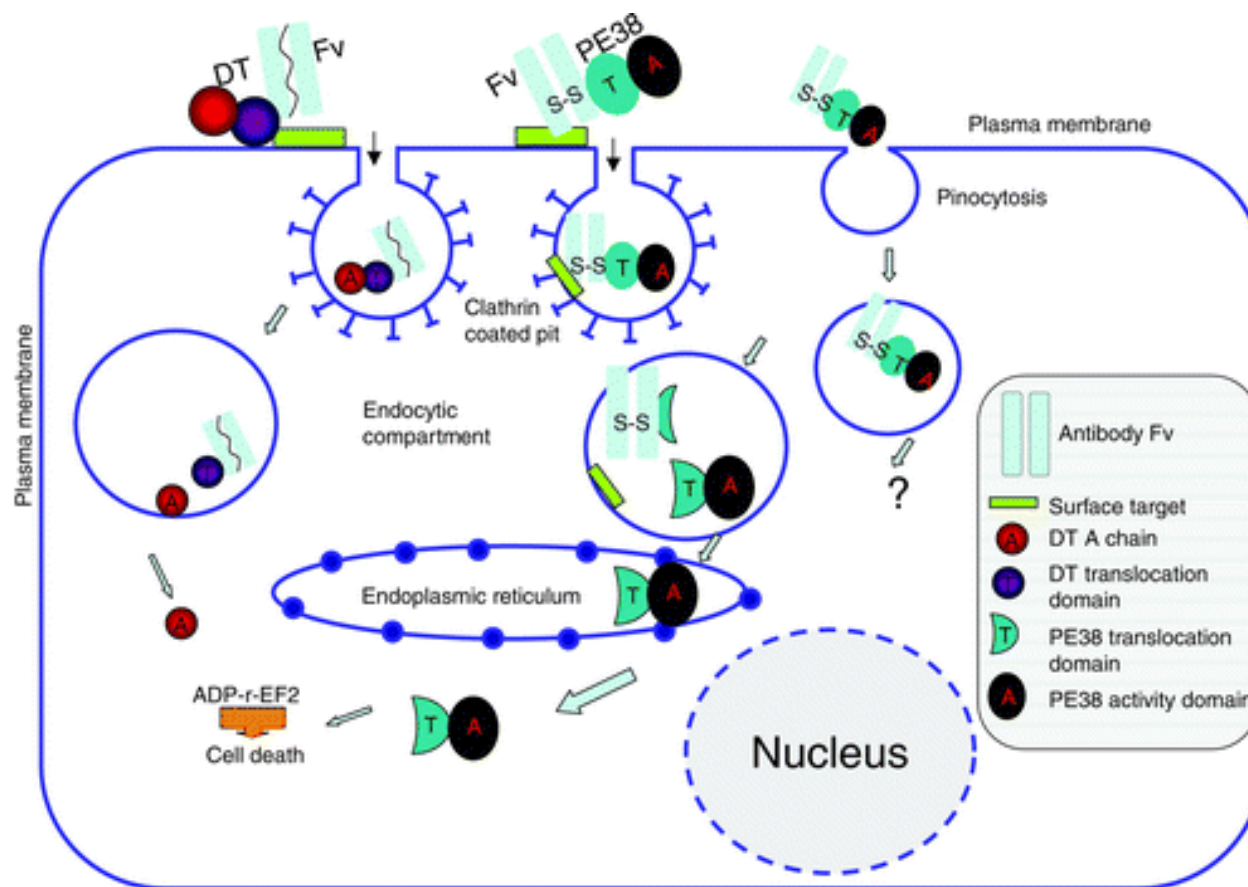 DT
Fv
Fv
S-S
PE38
T
A
S-S
T
A
Plasma membrane
Pinocytosis
A
T
S-S
T
A
Clathrin
coated pit
S-S
T
A
Plasma membrane
Endocytic
compartment
S-S
T
A
T
A
?
Antibody Fv
Surface target
A
DT A chain
T
DT translocation
domain
T
PE38 translocation
domain
A
PE38 activity domain
Endoplasmic reticulum
T
A
A
ADP-r-EF2
Cell death
T
A
Nucleus